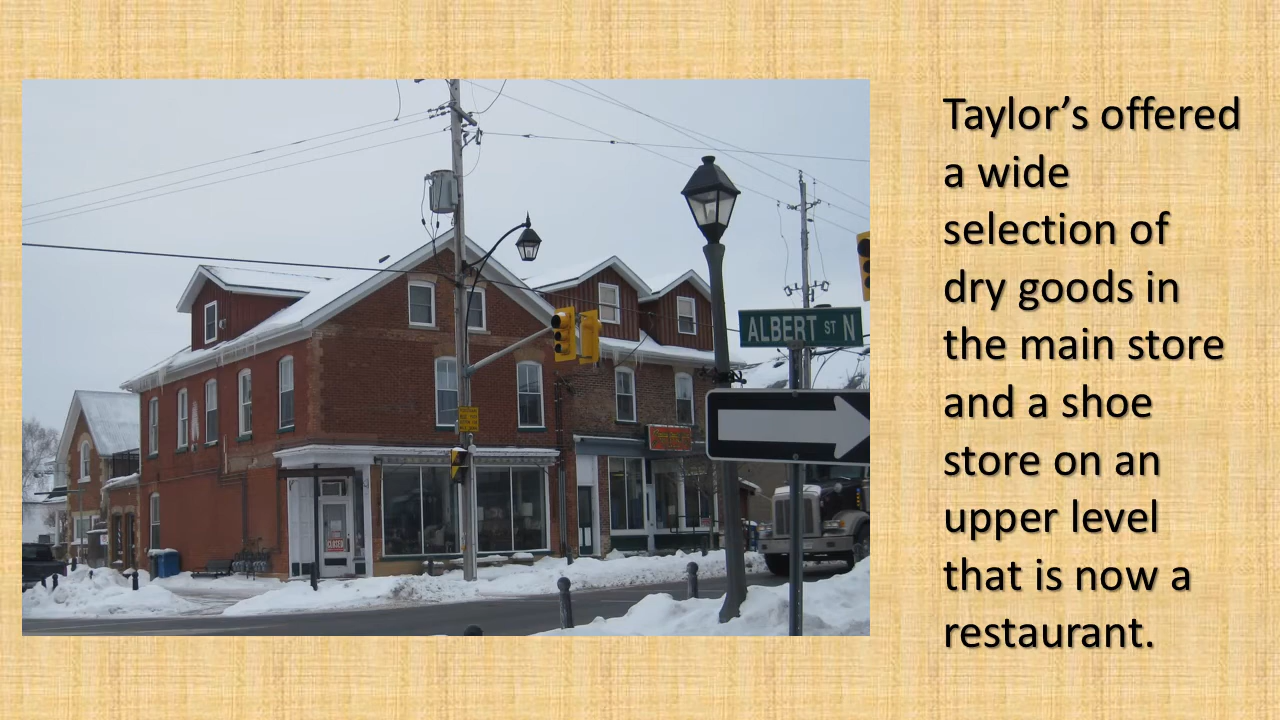 Taylor’s offered
a wide
selection of
dry goods in
the main store
and a shoe
store on an
upper level
that is now a
restaurant.
ALBERT ST N
CLOSED